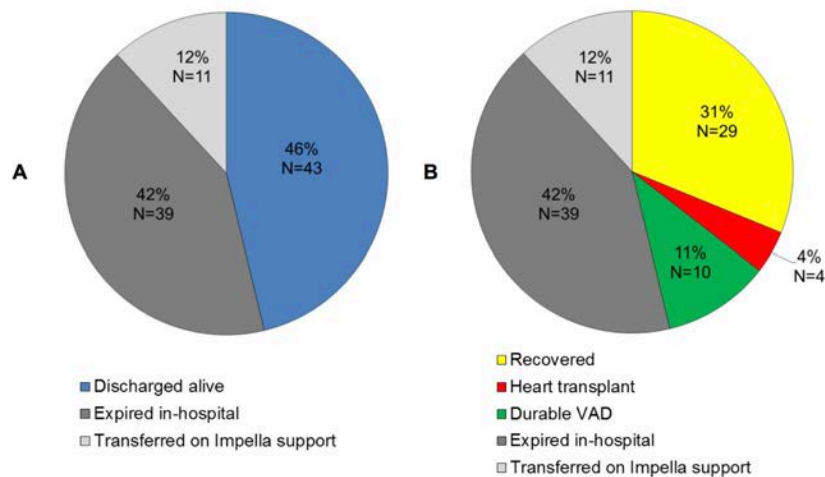 A
12%
N=11
46%
N=43
42%
N=39
Discharged alive
Expired in-hospital
Transferred on Impella support
B
12%
N=11
31%
N=29
42%
N=39
11%
N=10
4%
N=4
Recovered
Heart transplant
Durable VAD
Expired in-hospital
Transferred on Impella support